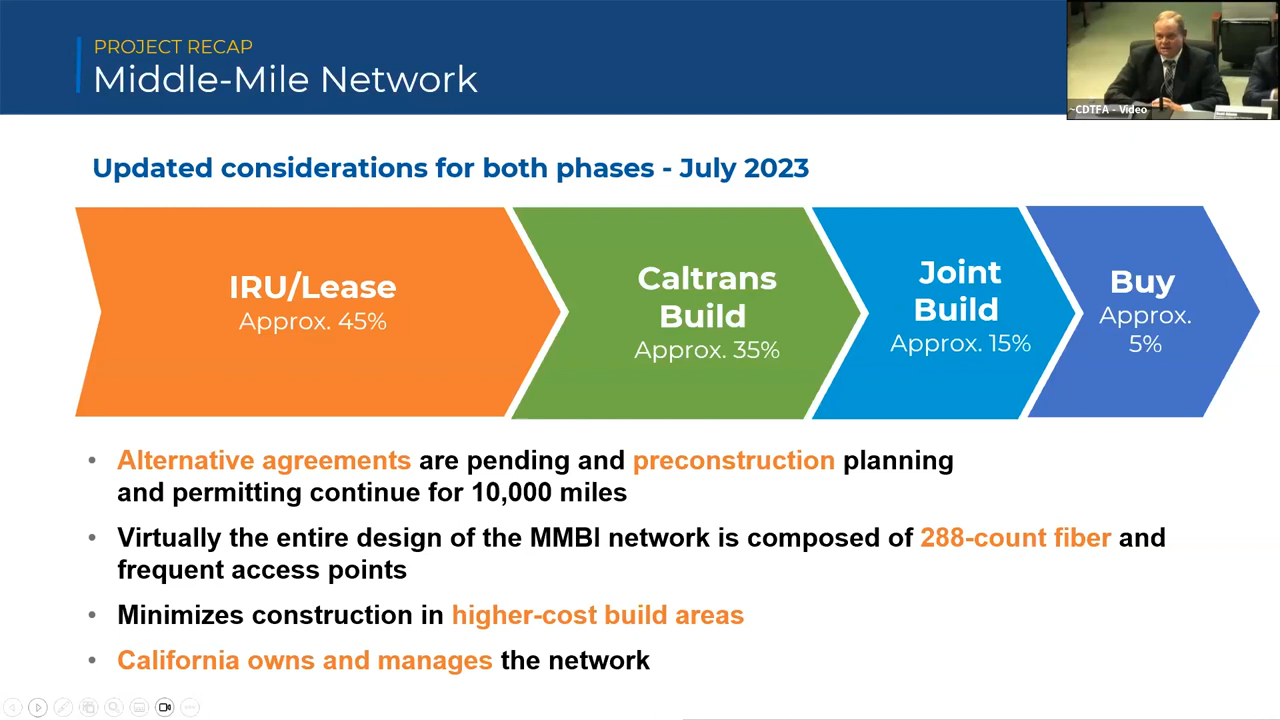 PROJECT RECAP
Middle-Mile Network
~CDTFA - Video
Updated considerations for both phases - July 2023
IRU/Lease
Approx. 45%
Caltrans
Build
Approx. 35%
Joint
Build
Approx. 15%
Buy
Approx.
5%
• Alternative agreements are pending and preconstruction planning
and permitting continue for 10,000 miles
• Virtually the entire design of the MMBI network is composed of 288-count fiber and
frequent access points
• Minimizes construction in higher-cost build areas
• California owns and manages the network